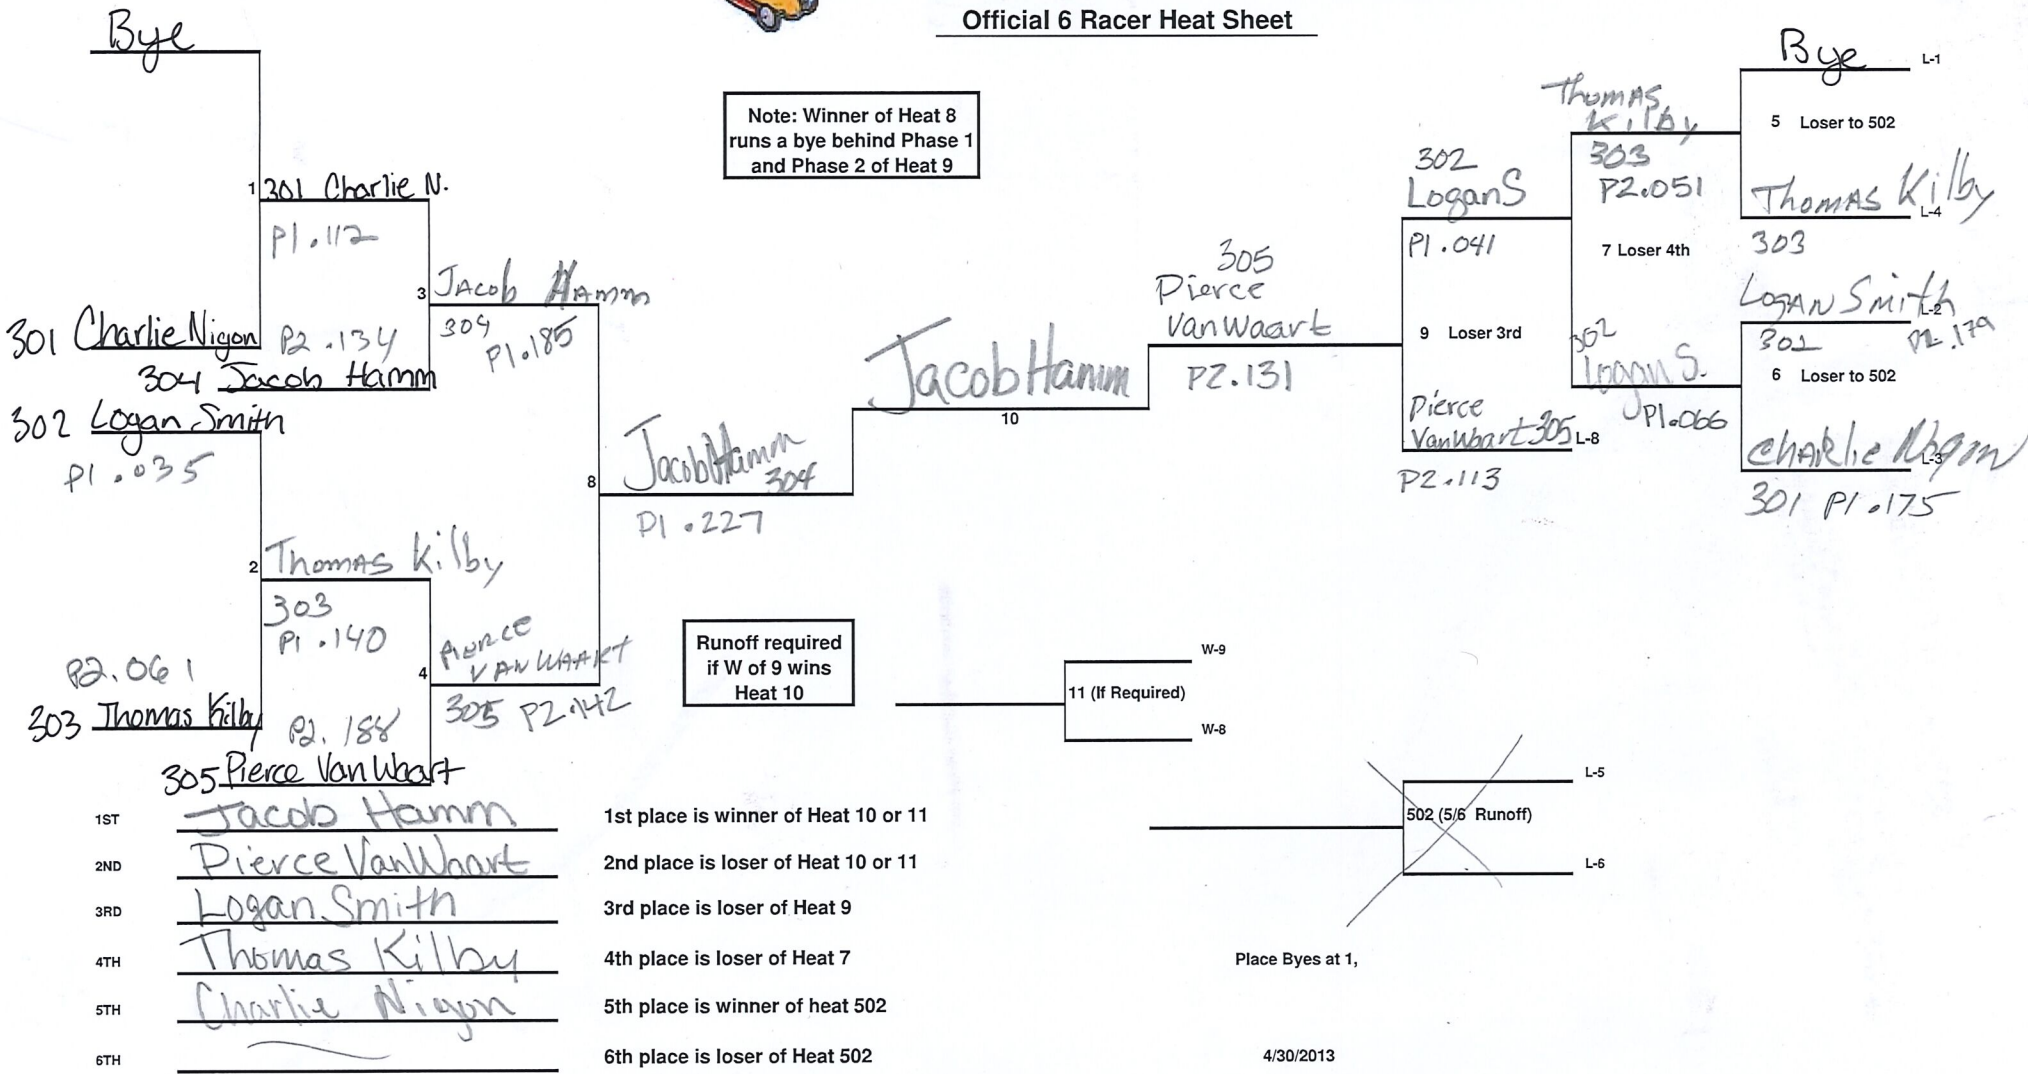 Official 6 Racer Heat Sheet
Bye
1 301 Charlie N.
P1 .112
301 Charlie Nigon P2 .134
304 Jacob Hamm
3 Jacob Hamm
304
P1.185
302 Logan Smith
P1 .035
2 Thomas Kilby
303
P1 .140
P2.061
303 Thomas Kilby
P2. 188
305 Pierce VanWaart
4 Pierce
VanWaart
305 P2.142
Note: Winner of Heat 8
runs a bye behind Phase 1
and Phase 2 of Heat 9
8 Jacob Hamm
304
P1 .227
Jacob Hamm
10
305
Pierce
VanWaart
P2.131
302
Logan S
P1 .041
9 Loser 3rd
Pierce
VanWaart 305 L-8
P2.113
Thomas
Kilby
303
P2.051
7 Loser 4th
302
Logan S.
P1.066
Bye L-1
5 Loser to 502
Thomas Kilby
L-4
303
Logan Smith
L-2
302
P2.179
6 Loser to 502
Charlie Nigon
L-3
301 P1 .175
Runoff required
if W of 9 wins
Heat 10
W-9
11 (If Required)
W-8
L-5
502 (5/6 Runoff)
L-6
1ST Jacob Hamm 1st place is winner of Heat 10 or 11
2ND Pierce VanWaart 2nd place is loser of Heat 10 or 11
3RD Logan Smith 3rd place is loser of Heat 9
4TH Thomas Kilby 4th place is loser of Heat 7
5TH Charlie Nigon 5th place is winner of heat 502
6TH 6th place is loser of Heat 502
Place Byes at 1,
4/30/2013